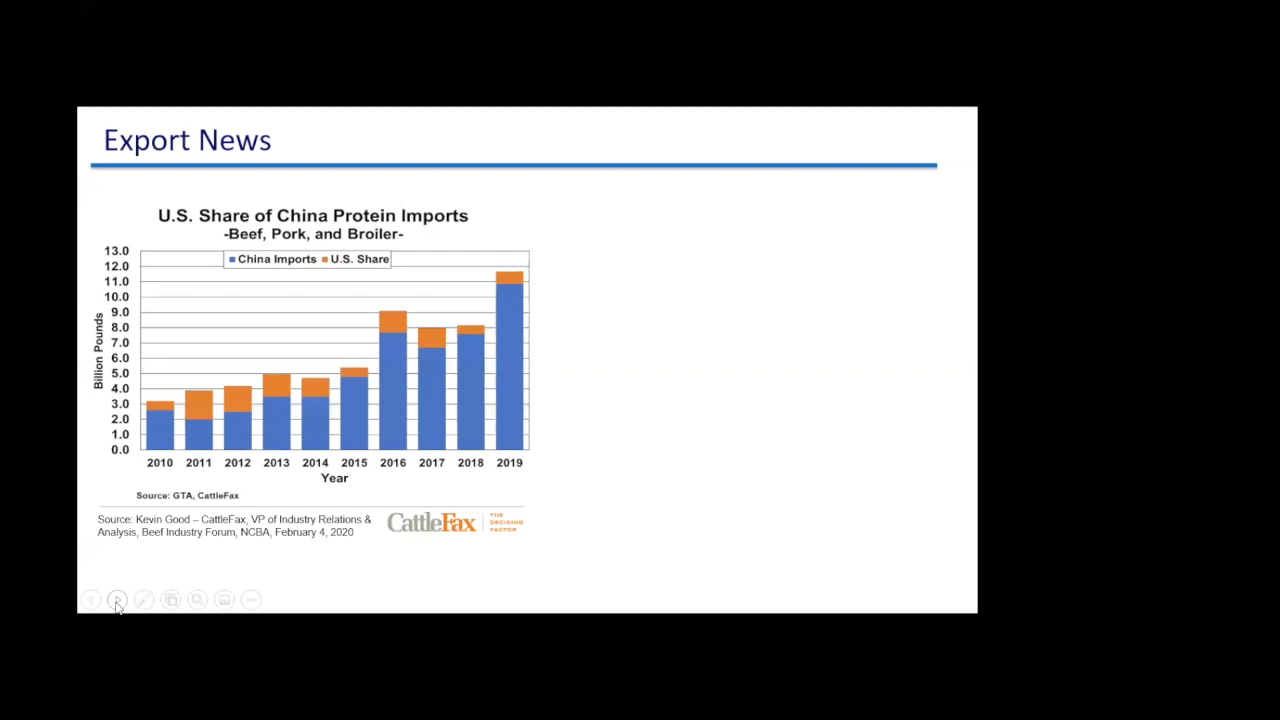 Export News
U.S. Share of China Protein Imports
-Beef, Pork, and Broiler-
China Imports U.S. Share
13.0
12.0
11.0
10.0
9.0
8.0
7.0
6.0
5.0
4.0
3.0
2.0
1.0
0.0
Billion Pounds
2010 2011 2012 2013 2014 2015 2016 2017 2018 2019
Year
Source: GTA, CattleFax
Source: Kevin Good – CattleFax, VP of Industry Relations &
Analysis, Beef Industry Forum, NCBA, February 4, 2020
CattleFax
THE
DECIDING
FACTOR